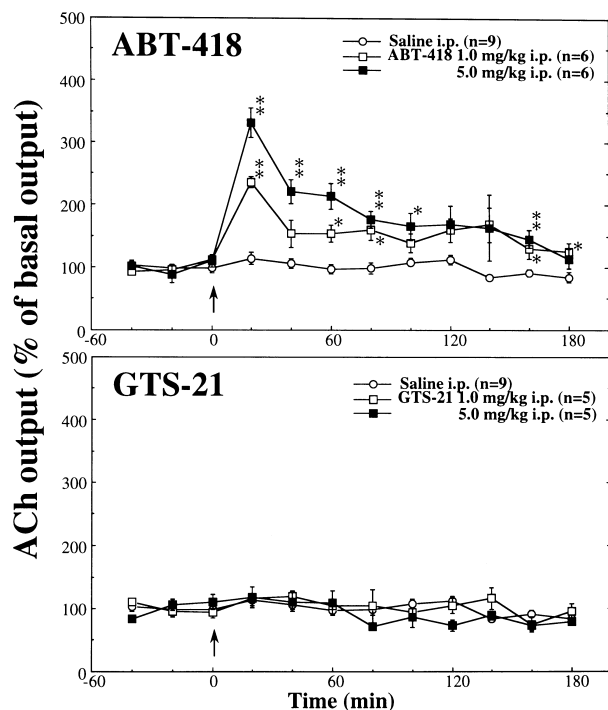 ACh output (% of basal output)
ABT-418
Saline i.p. (n=9)
ABT-418 1.0 mg/kg i.p. (n=6)
5.0 mg/kg i.p. (n=6)
500
400
300
200
100
0
-60 0 60 120 180
**
**
**
**
*
**
*
*
**
*
*
GTS-21
Saline i.p. (n=9)
GTS-21 1.0 mg/kg i.p. (n=5)
5.0 mg/kg i.p. (n=5)
500
400
300
200
100
0
-60 0 60 120 180
Time (min)